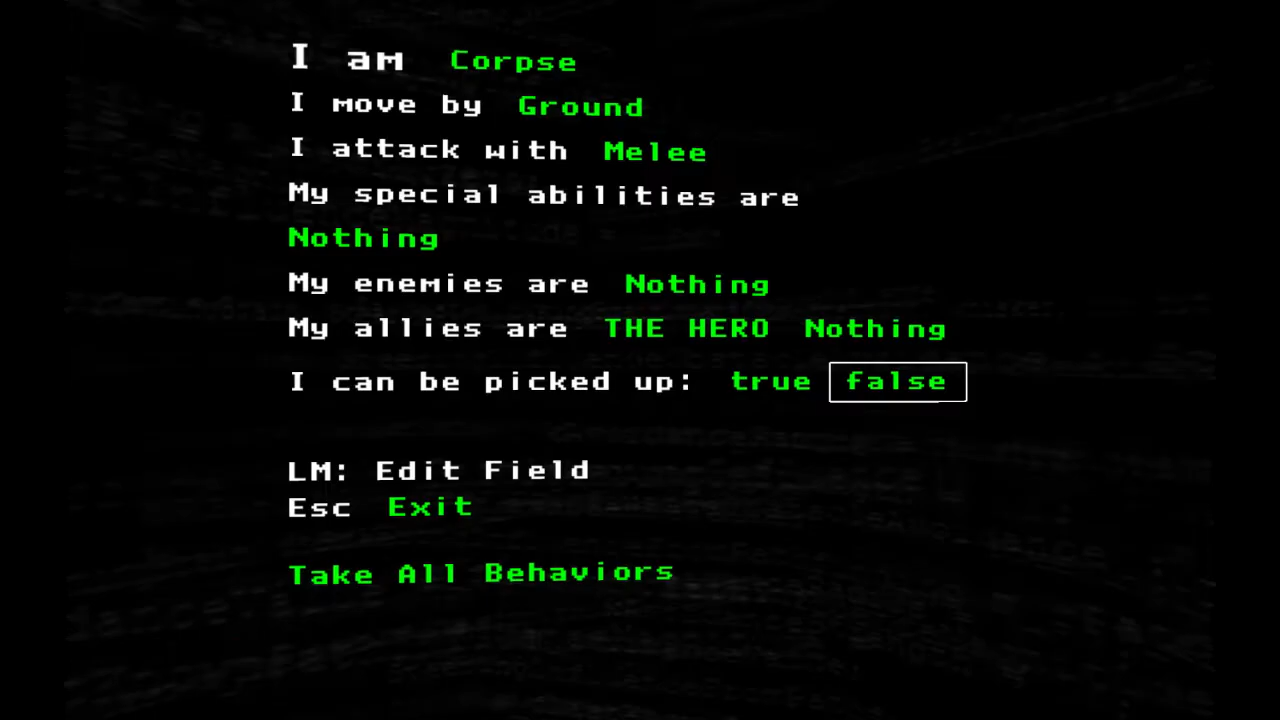 I am Corpse
I move by Ground
I attack with Melee
My special abilities are
Nothing
My enemies are Nothing
My allies are THE HERO Nothing
I can be picked up: true false
LM: Edit Field
Esc Exit
Take All Behaviors